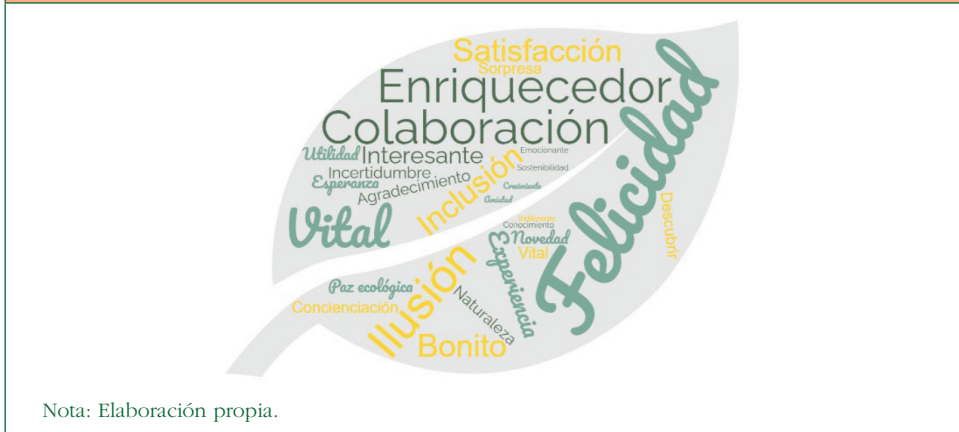 Satisfacción
Sorpresa
Enriquecedor
Colaboración
Felicidad
Utilidad
Interesante
Emocionante
Incertidumbre
Sostenibilidad
Esperanza
Agradecimiento
Inclusión
Crecimiento
Amistad
Descubrir
Vital
Conocimiento
Novedad
Vital
Experiencia
Paz ecológica
Ilusión
Concienciación
Naturaleza
Bonito
Nota: Elaboración propia.